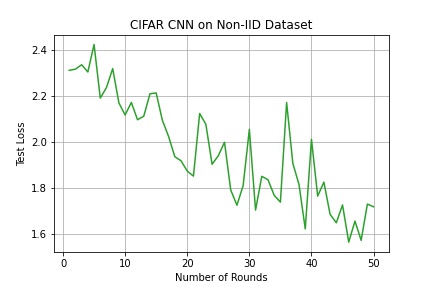 CIFAR CNN on Non-IID Dataset
2.4
2.2
2.0
1.8
1.6
Test Loss
0 10 20 30 40 50
Number of Rounds